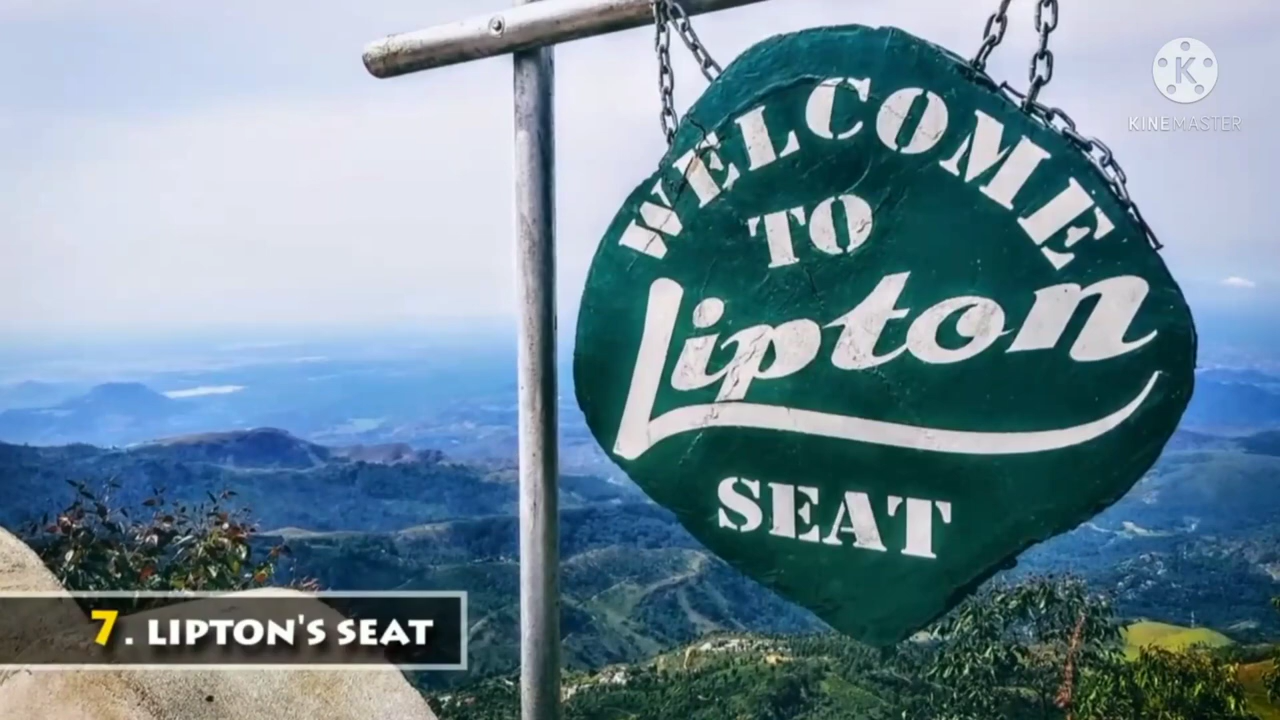 K
KINEMASTER
WELCOME
TO
Lipton
SEAT
7. LIPTON'S SEAT